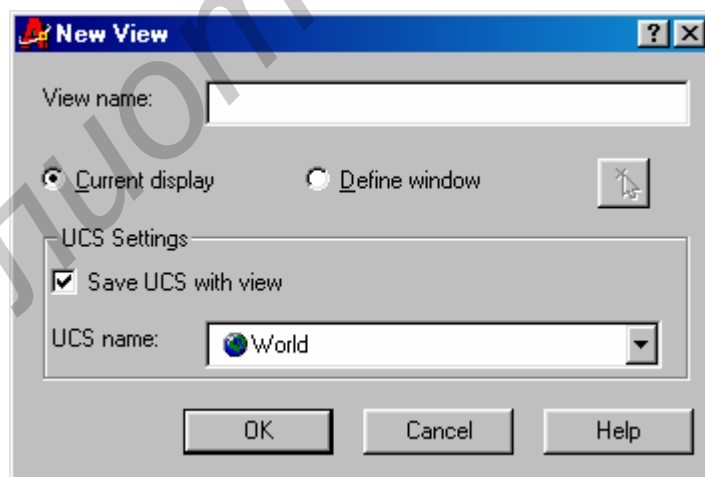 New View
View name:
Current display
Define window
UCS Settings
Save UCS with view
UCS name:
World
OK
Cancel
Help